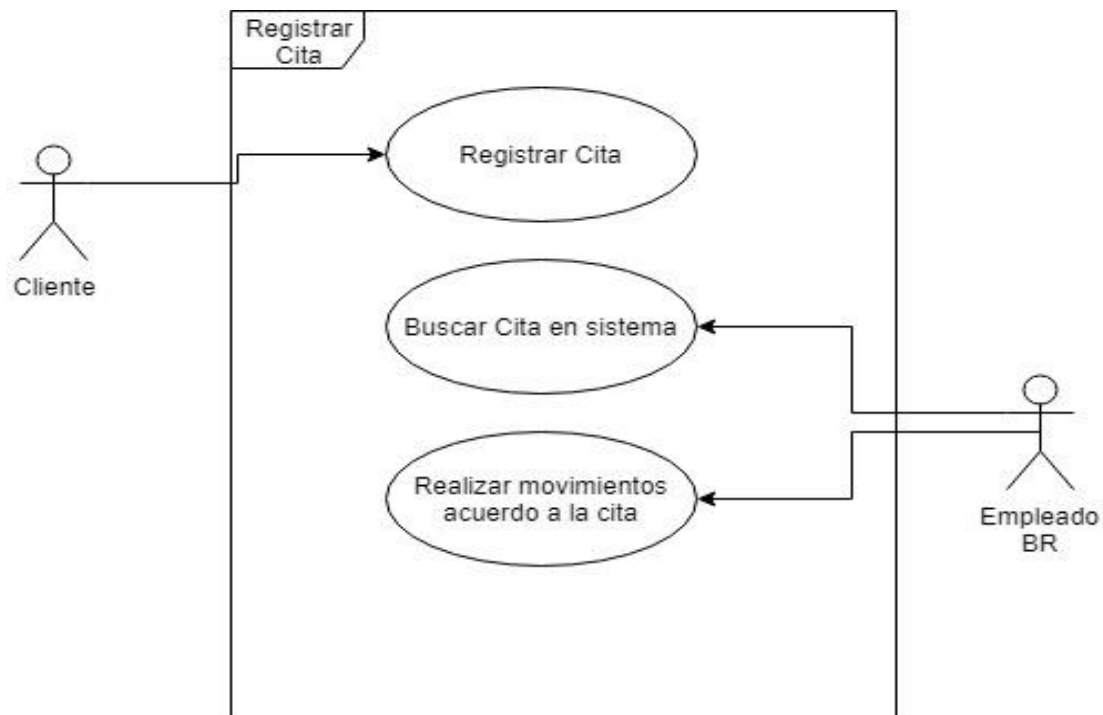 Registrar
Cita
Registrar Cita
Cliente
Buscar Cita en sistema
Realizar movimientos
acuerdo a la cita
Empleado
BR